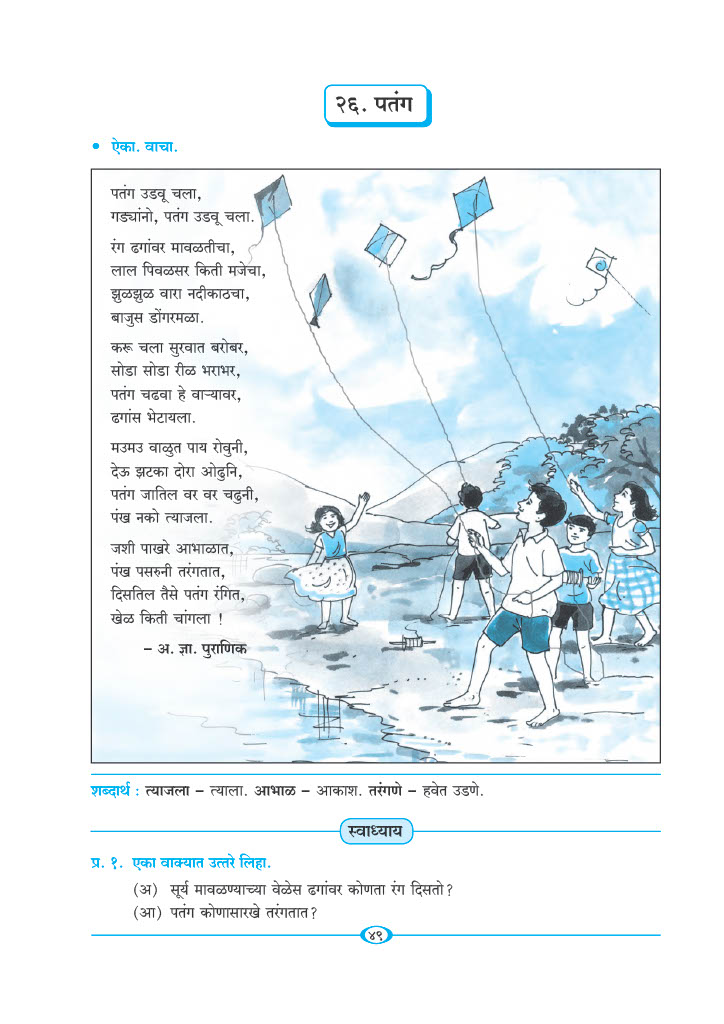 २६. पतंग
• ऐका. वाचा.
पतंग उडवू चला,
गड्यांनो, पतंग उडवू चला.
रंग ढगांवर मावळतीचा,
लाल पिवळसर किती मजेचा,
झुळझुळ वारा नदीकाठचा,
बाजुस डोंगरमळा.
करू चला सुरवात बरोबर,
सोडा सोडा रीळ भराभर,
पतंग चढवा हे वाऱ्यावर,
ढगांस भेटायला.
मउमउ वाळुत पाय रोवुनी,
देऊ झटका दोरा ओढुनि,
पतंग जातिल वर वर चढुनी,
पंख नको त्याजला.
जशी पाखरे आभाळात,
पंख पसरुनी तरंगतात,
दिसतिल तैसे पतंग रंगित,
खेळ किती चांगला !
– अ. ज्ञा. पुराणिक
शब्दार्थ : त्याजला – त्याला. आभाळ – आकाश. तरंगणे – हवेत उडणे.
स्वाध्याय
प्र. १. एका वाक्यात उत्तरे लिहा.
(अ) सूर्य मावळण्याच्या वेळेस ढगांवर कोणता रंग दिसतो?
(आ) पतंग कोणासारखे तरंगतात?
४९